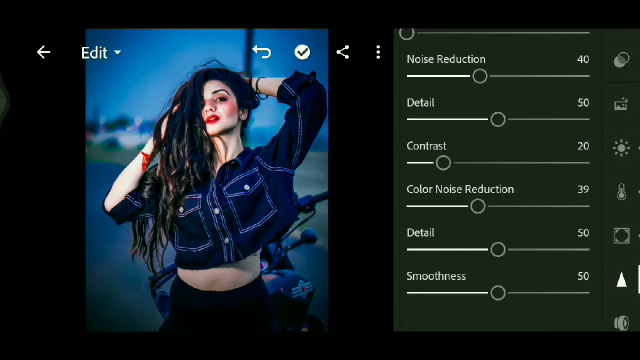 Edit
Noise Reduction 40
Detail 50
Contrast 20
Color Noise Reduction 39
Detail 50
Smoothness 50